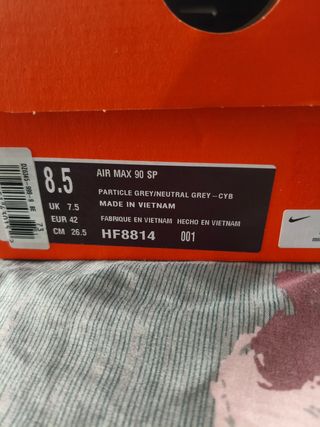 8.5
AIR MAX 90 SP
UK 7.5
PARTICLE GREY/NEUTRAL GREY-CYB
MADE IN VIETNAM
EUR 42
FABRIQUE EN VIETNAM HECHO EN VIETNAM
CM 26.5
HF8814 001